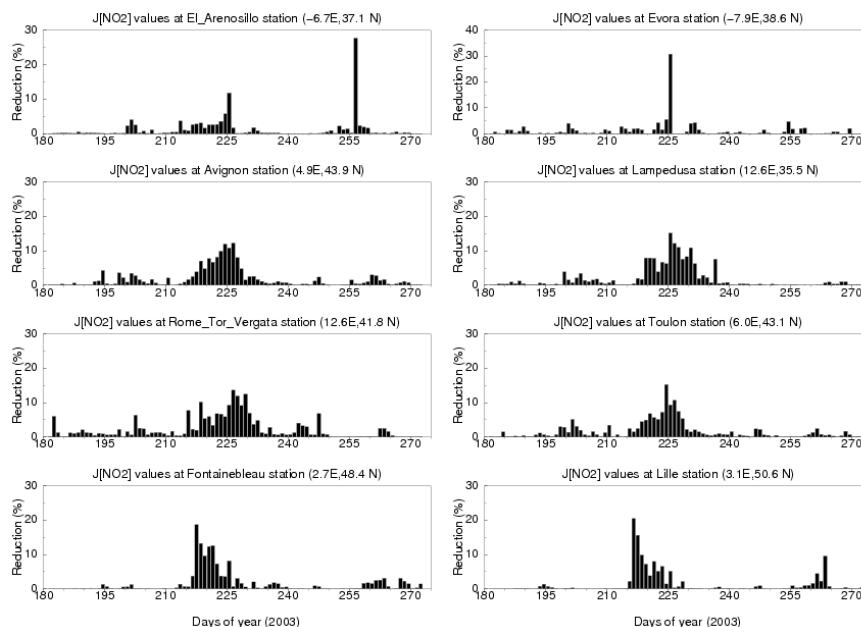 J[NO2] values at El_Arenosillo station (−6.7E,37.1 N)
Reduction (%)
30
20
10
0
180 195 210 225 240 255 270
J[NO2] values at Evora station (−7.9E,38.6 N)
Reduction (%)
40
30
20
10
0
180 195 210 225 240 255 270
J[NO2] values at Avignon station (4.9E,43.9 N)
Reduction (%)
30
20
10
0
180 195 210 225 240 255 270
J[NO2] values at Lampedusa station (12.6E,35.5 N)
Reduction (%)
30
20
10
0
180 195 210 225 240 255 270
J[NO2] values at Rome_Tor_Vergata station (12.6E,41.8 N)
Reduction (%)
30
20
10
0
180 195 210 225 240 255 270
J[NO2] values at Toulon station (6.0E,43.1 N)
Reduction (%)
30
20
10
0
180 195 210 225 240 255 270
J[NO2] values at Fontainebleau station (2.7E,48.4 N)
Reduction (%)
30
20
10
0
180 195 210 225 240 255 270
Days of year (2003)
J[NO2] values at Lille station (3.1E,50.6 N)
Reduction (%)
30
20
10
0
180 195 210 225 240 255 270
Days of year (2003)